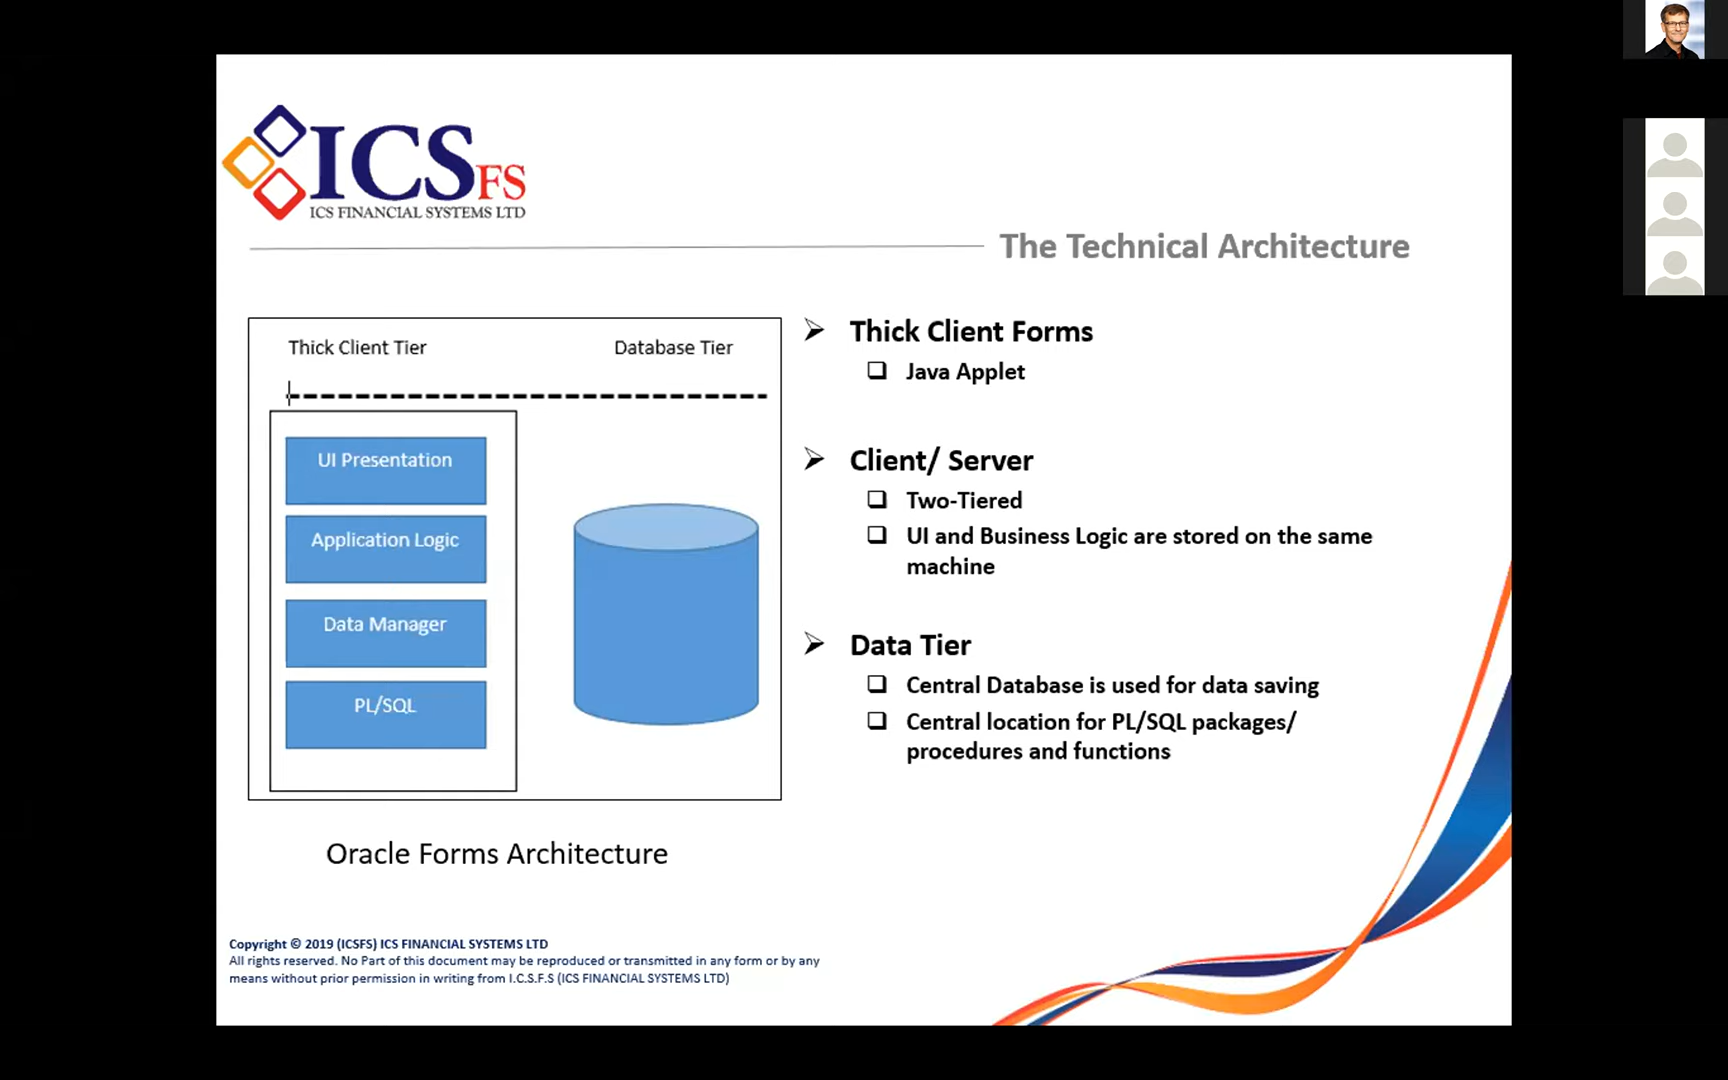 ICSFS
ICS FINANCIAL SYSTEMS LTD
The Technical Architecture
Thick Client Tier
Database Tier
UI Presentation
Application Logic
Data Manager
PL/SQL
Oracle Forms Architecture
Thick Client Forms
Java Applet
Client/ Server
Two-Tiered
UI and Business Logic are stored on the same
machine
Data Tier
Central Database is used for data saving
Central location for PL/SQL packages/
procedures and functions
Copyright © 2019 (ICSFS) ICS FINANCIAL SYSTEMS LTD
All rights reserved. No Part of this document may be reproduced or transmitted in any form or by any
means without prior permission in writing from I.C.S.F.S (ICS FINANCIAL SYSTEMS LTD)